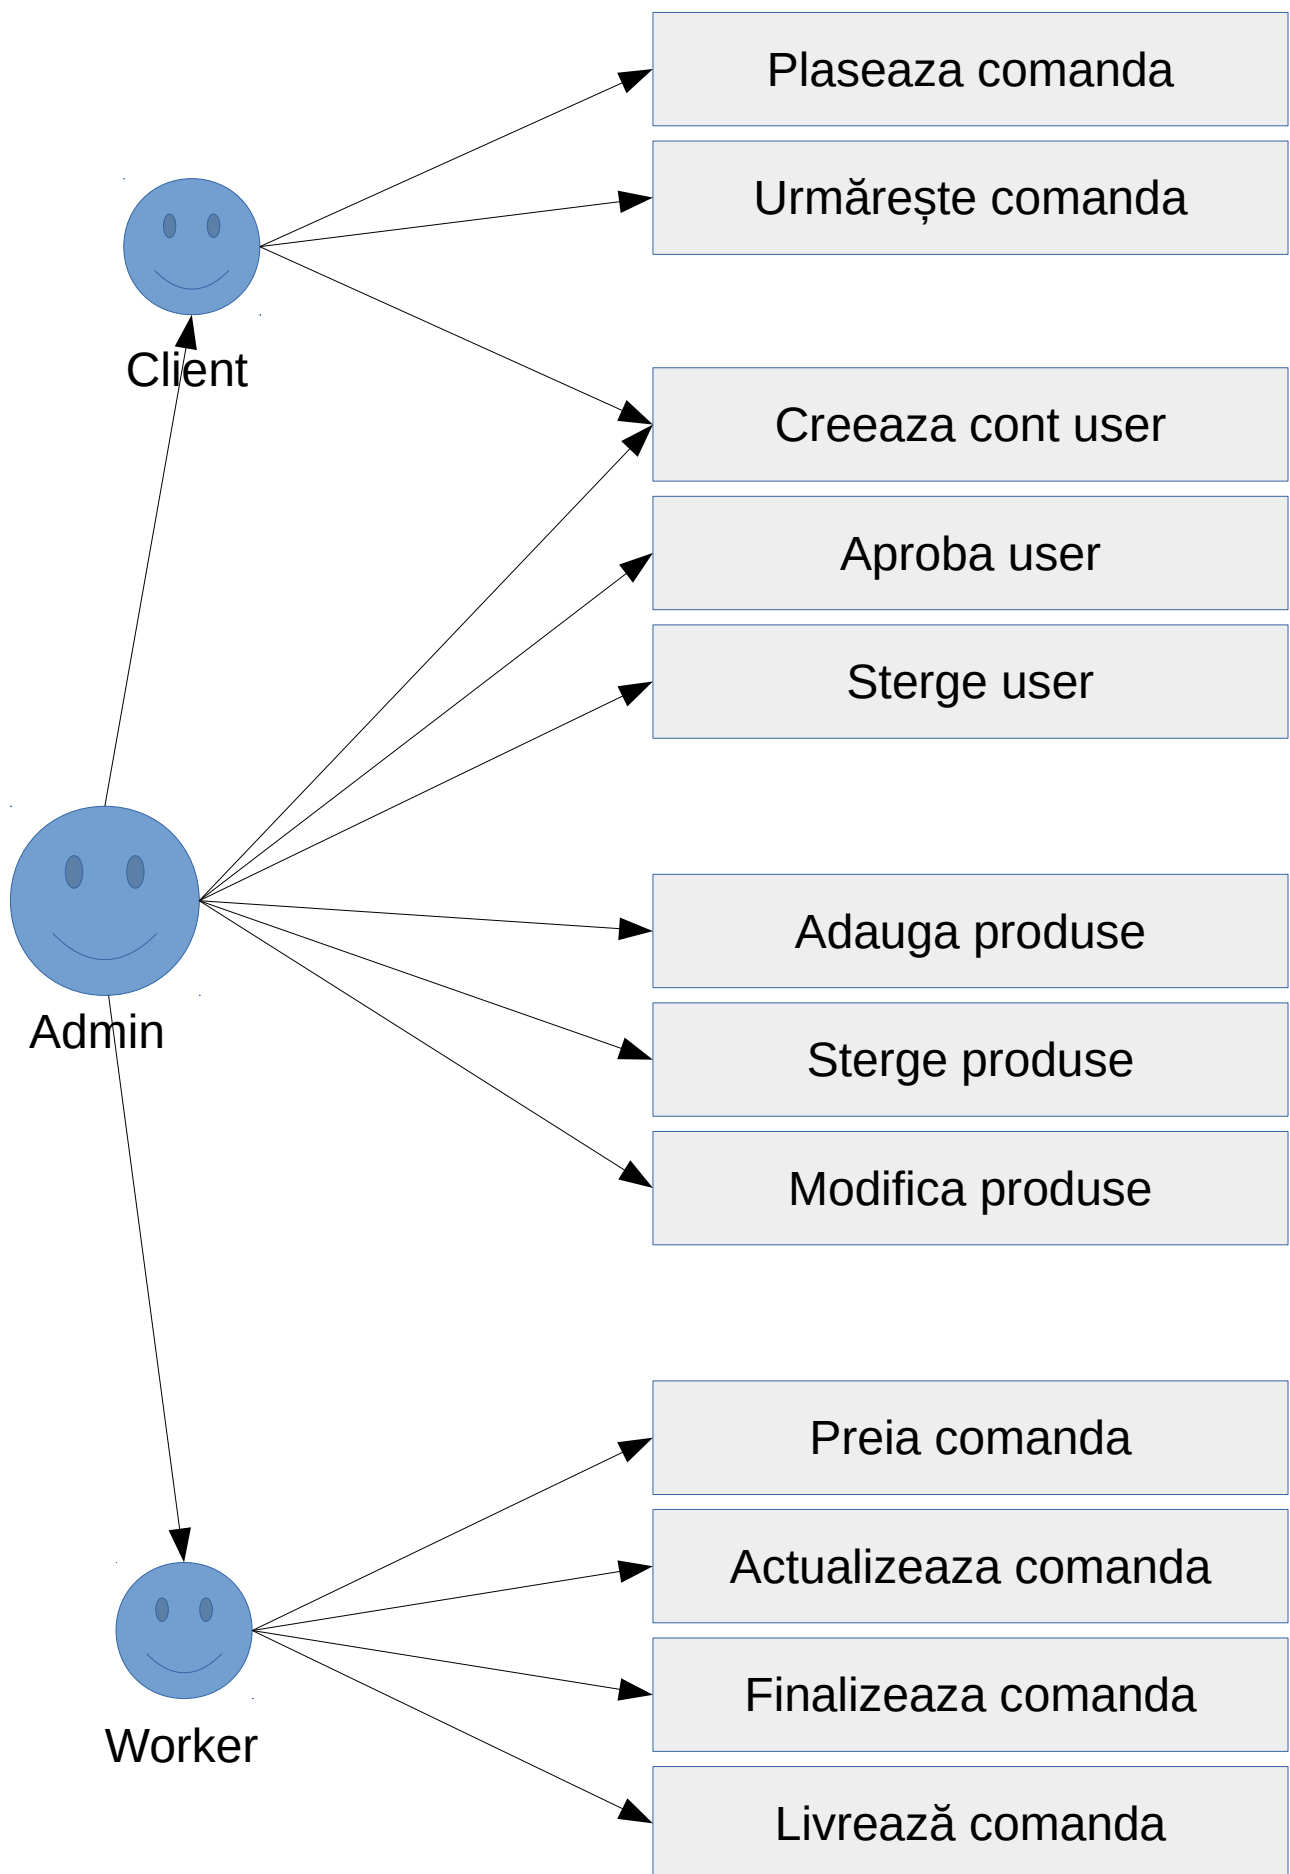 Plaseaza comanda
Urmărește comanda
Client
Creeaza cont user
Aproba user
Sterge user
Adauga produse
Admin
Sterge produse
Modifica produse
Preia comanda
Actualizeaza comanda
Finalizeaza comanda
Worker
Livrează comanda